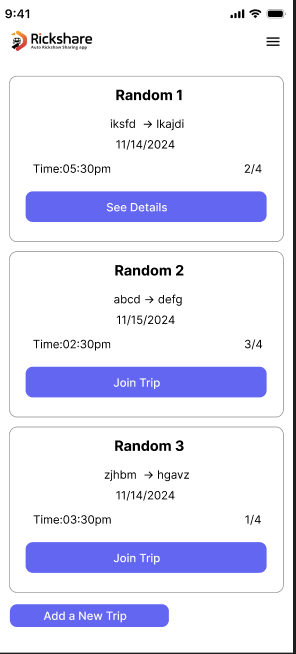 9:41
Rickshare
Auto Rickshaw Sharing app
Random 1
iksfd → lkajdi
11/14/2024
Time:05:30pm 2/4
See Details
Random 2
abcd → defg
11/15/2024
Time:02:30pm 3/4
Join Trip
Random 3
zjhbm → hgavz
11/14/2024
Time:03:30pm 1/4
Join Trip
Add a New Trip